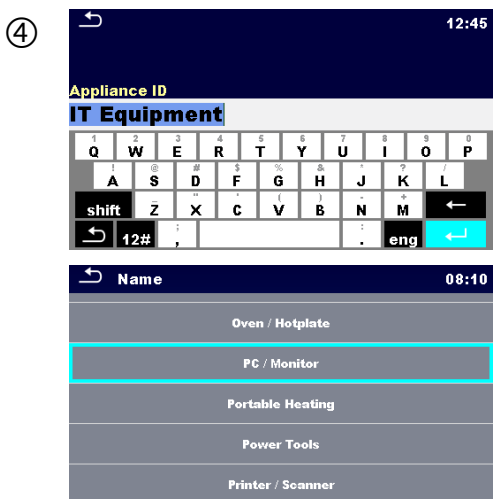 ④
12:45
Appliance ID
IT Equipment
1 2 3 4 5 6 7 8 9 0
Q W E R T Y U I O P
! @ # $ % & * ? /
A S D F G H J K L
_ " ' ( ) - +
shift Z X C V B N M ←
; :
12# , . eng
Name 08:10
Oven / Hotplate
PC / Monitor
Portable Heating
Power Tools
Printer / Scanner